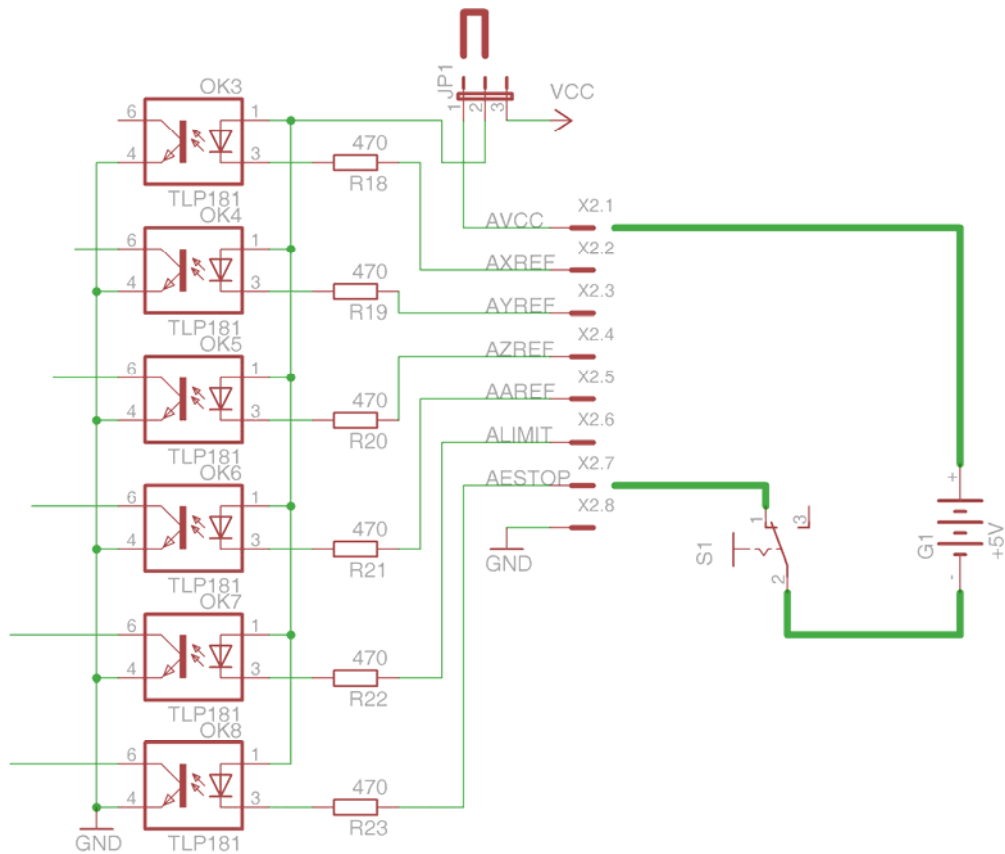 OK3
6
1
4
3
TLP181
470
R18
OK4
6
1
4
3
TLP181
470
R19
OK5
6
1
4
3
TLP181
470
R20
OK6
6
1
4
3
TLP181
470
R21
OK7
6
1
4
3
TLP181
470
R22
OK8
6
1
4
3
TLP181
470
R23
GND
JP1
1
2
3
VCC
AVCC X2.1
AXREF X2.2
AYREF X2.3
AZREF X2.4
AAREF X2.5
ALIMIT X2.6
AESTOP X2.7
X2.8
GND
S1
1
3
2
G1
+
-
+5V